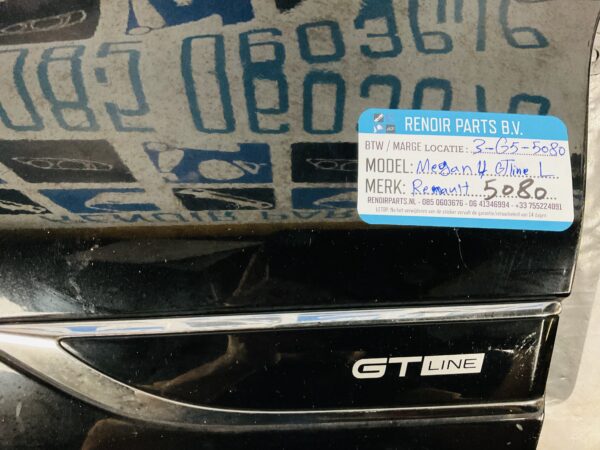 RENOIR PARTS B.V.
BTW / MARGE LOCATIE: 3-G5-5080
MODEL: Megan 4 GTline L
MERK: Renault 5080
RENOIRPARTS.NL - 085 0603676 - 06 41346994 - +33 755224091
GT LINE